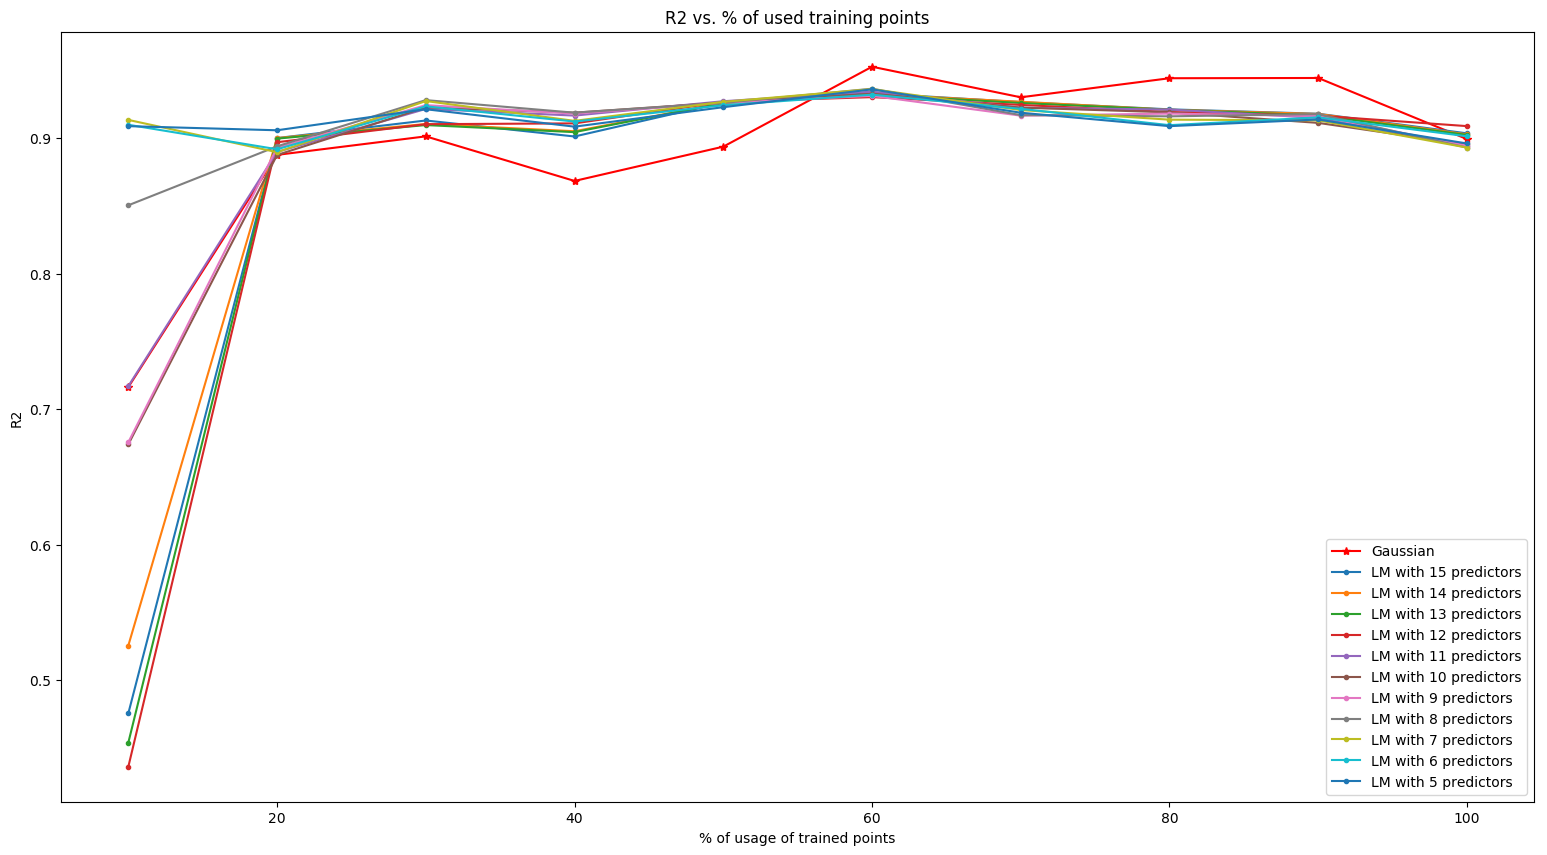 R2 vs. % of used training points
R2
0.9
0.8
0.7
0.6
0.5
20
40
60
80
100
% of usage of trained points
Gaussian
LM with 15 predictors
LM with 14 predictors
LM with 13 predictors
LM with 12 predictors
LM with 11 predictors
LM with 10 predictors
LM with 9 predictors
LM with 8 predictors
LM with 7 predictors
LM with 6 predictors
LM with 5 predictors